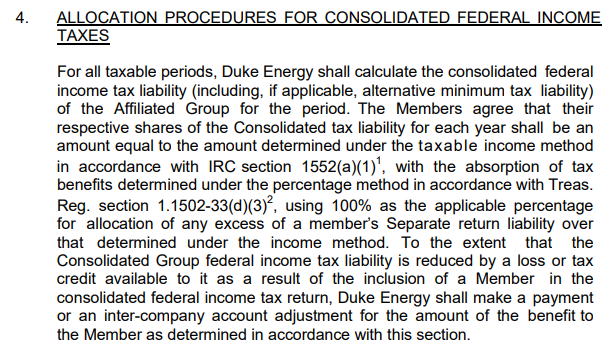 4. ALLOCATION PROCEDURES FOR CONSOLIDATED FEDERAL INCOME
TAXES
For all taxable periods, Duke Energy shall calculate the consolidated federal
income tax liability (including, if applicable, alternative minimum tax liability)
of the Affiliated Group for the period. The Members agree that their
respective shares of the Consolidated tax liability for each year shall be an
amount equal to the amount determined under the taxable income method
in accordance with IRC section 1552(a)(1)¹, with the absorption of tax
benefits determined under the percentage method in accordance with Treas.
Reg. section 1.1502-33(d)(3)², using 100% as the applicable percentage
for allocation of any excess of a member's Separate return liability over
that determined under the income method. To the extent that the
Consolidated Group federal income tax liability is reduced by a loss or tax
credit available to it as a result of the inclusion of a Member in the
consolidated federal income tax return, Duke Energy shall make a payment
or an inter-company account adjustment for the amount of the benefit to
the Member as determined in accordance with this section.